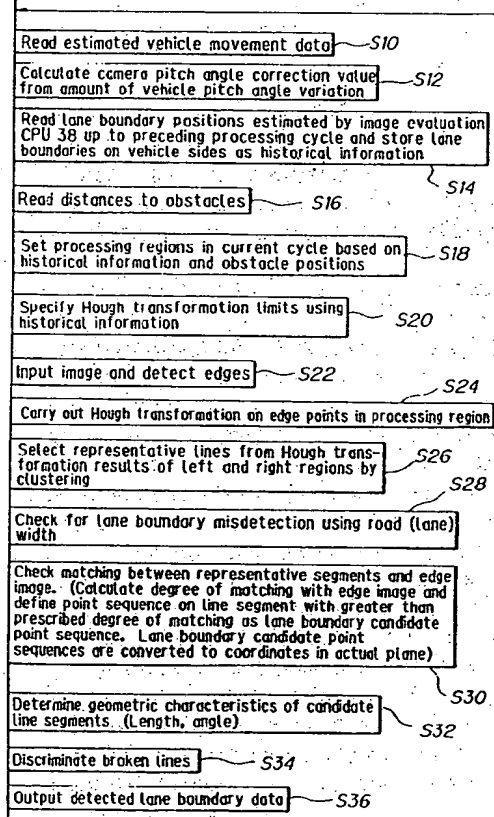 Read estimated vehicle movement data S10
Calculate camera pitch angle correction value
from amount of vehicle pitch angle variation S12
Read lane boundary positions estimated by image evaluation
CPU 38 up to preceding processing cycle and store lane
boundaries on vehicle sides as historical information
S14
Read distances to obstacles S16
Set processing regions in current cycle based on
historical information and obstacle positions S18
Specify Hough transformation limits using
historical information S20
Input image and detect edges S22
S24
Carry out Hough transformation on edge points in processing region
Select representative lines from Hough trans-
formation results of left and right regions by
clustering S26
S28
Check for lane boundary misdetection using road (lane)
width
Check matching between representative segments and edge
image. (Calculate degree of matching with edge image and
define point sequence on line segment with greater than
prescribed degree of matching as lane boundary candidate
point sequence. Lane boundary candidate point
sequences are converted to coordinates in actual plane)
S30
Determine geometric characteristics of candidate
line segments. (Length, angle) S32
Discriminate broken lines S34
Output detected lane boundary data S36